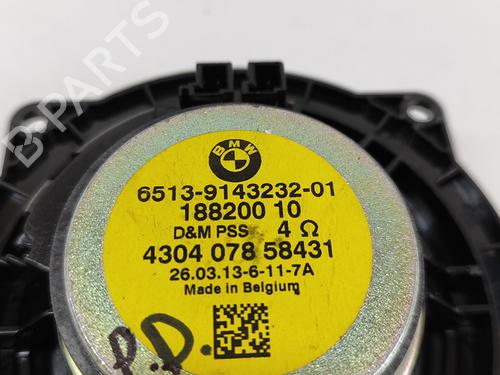 B-PARTS
BMW
6513-9143232-01
188200 10
D&M PSS 4 Ω
4304 078 58431
26.03.13-6-11-7A
Made in Belgium
P.D.